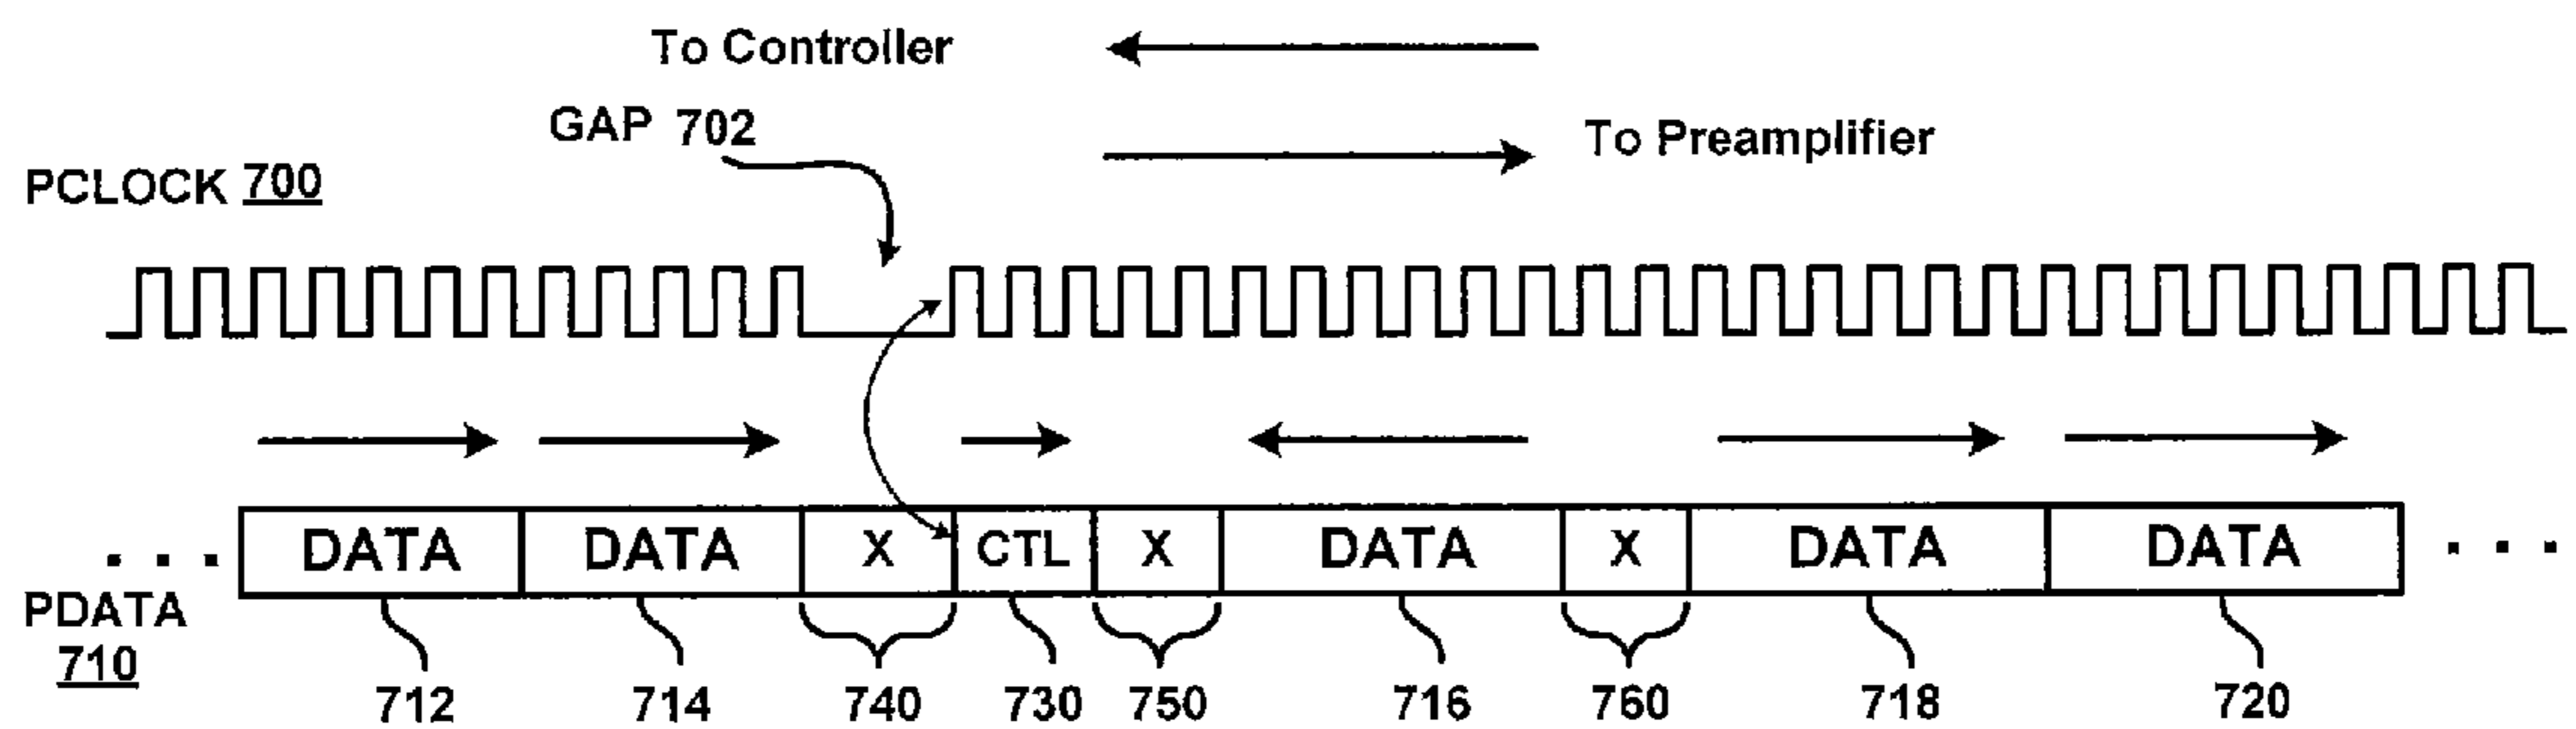 To Controller
GAP 702
To Preamplifier
PCLOCK 700
. . . DATA DATA X CTL X DATA X DATA DATA . . .
PDATA
710
712 714 740 730 750 716 760 718 720